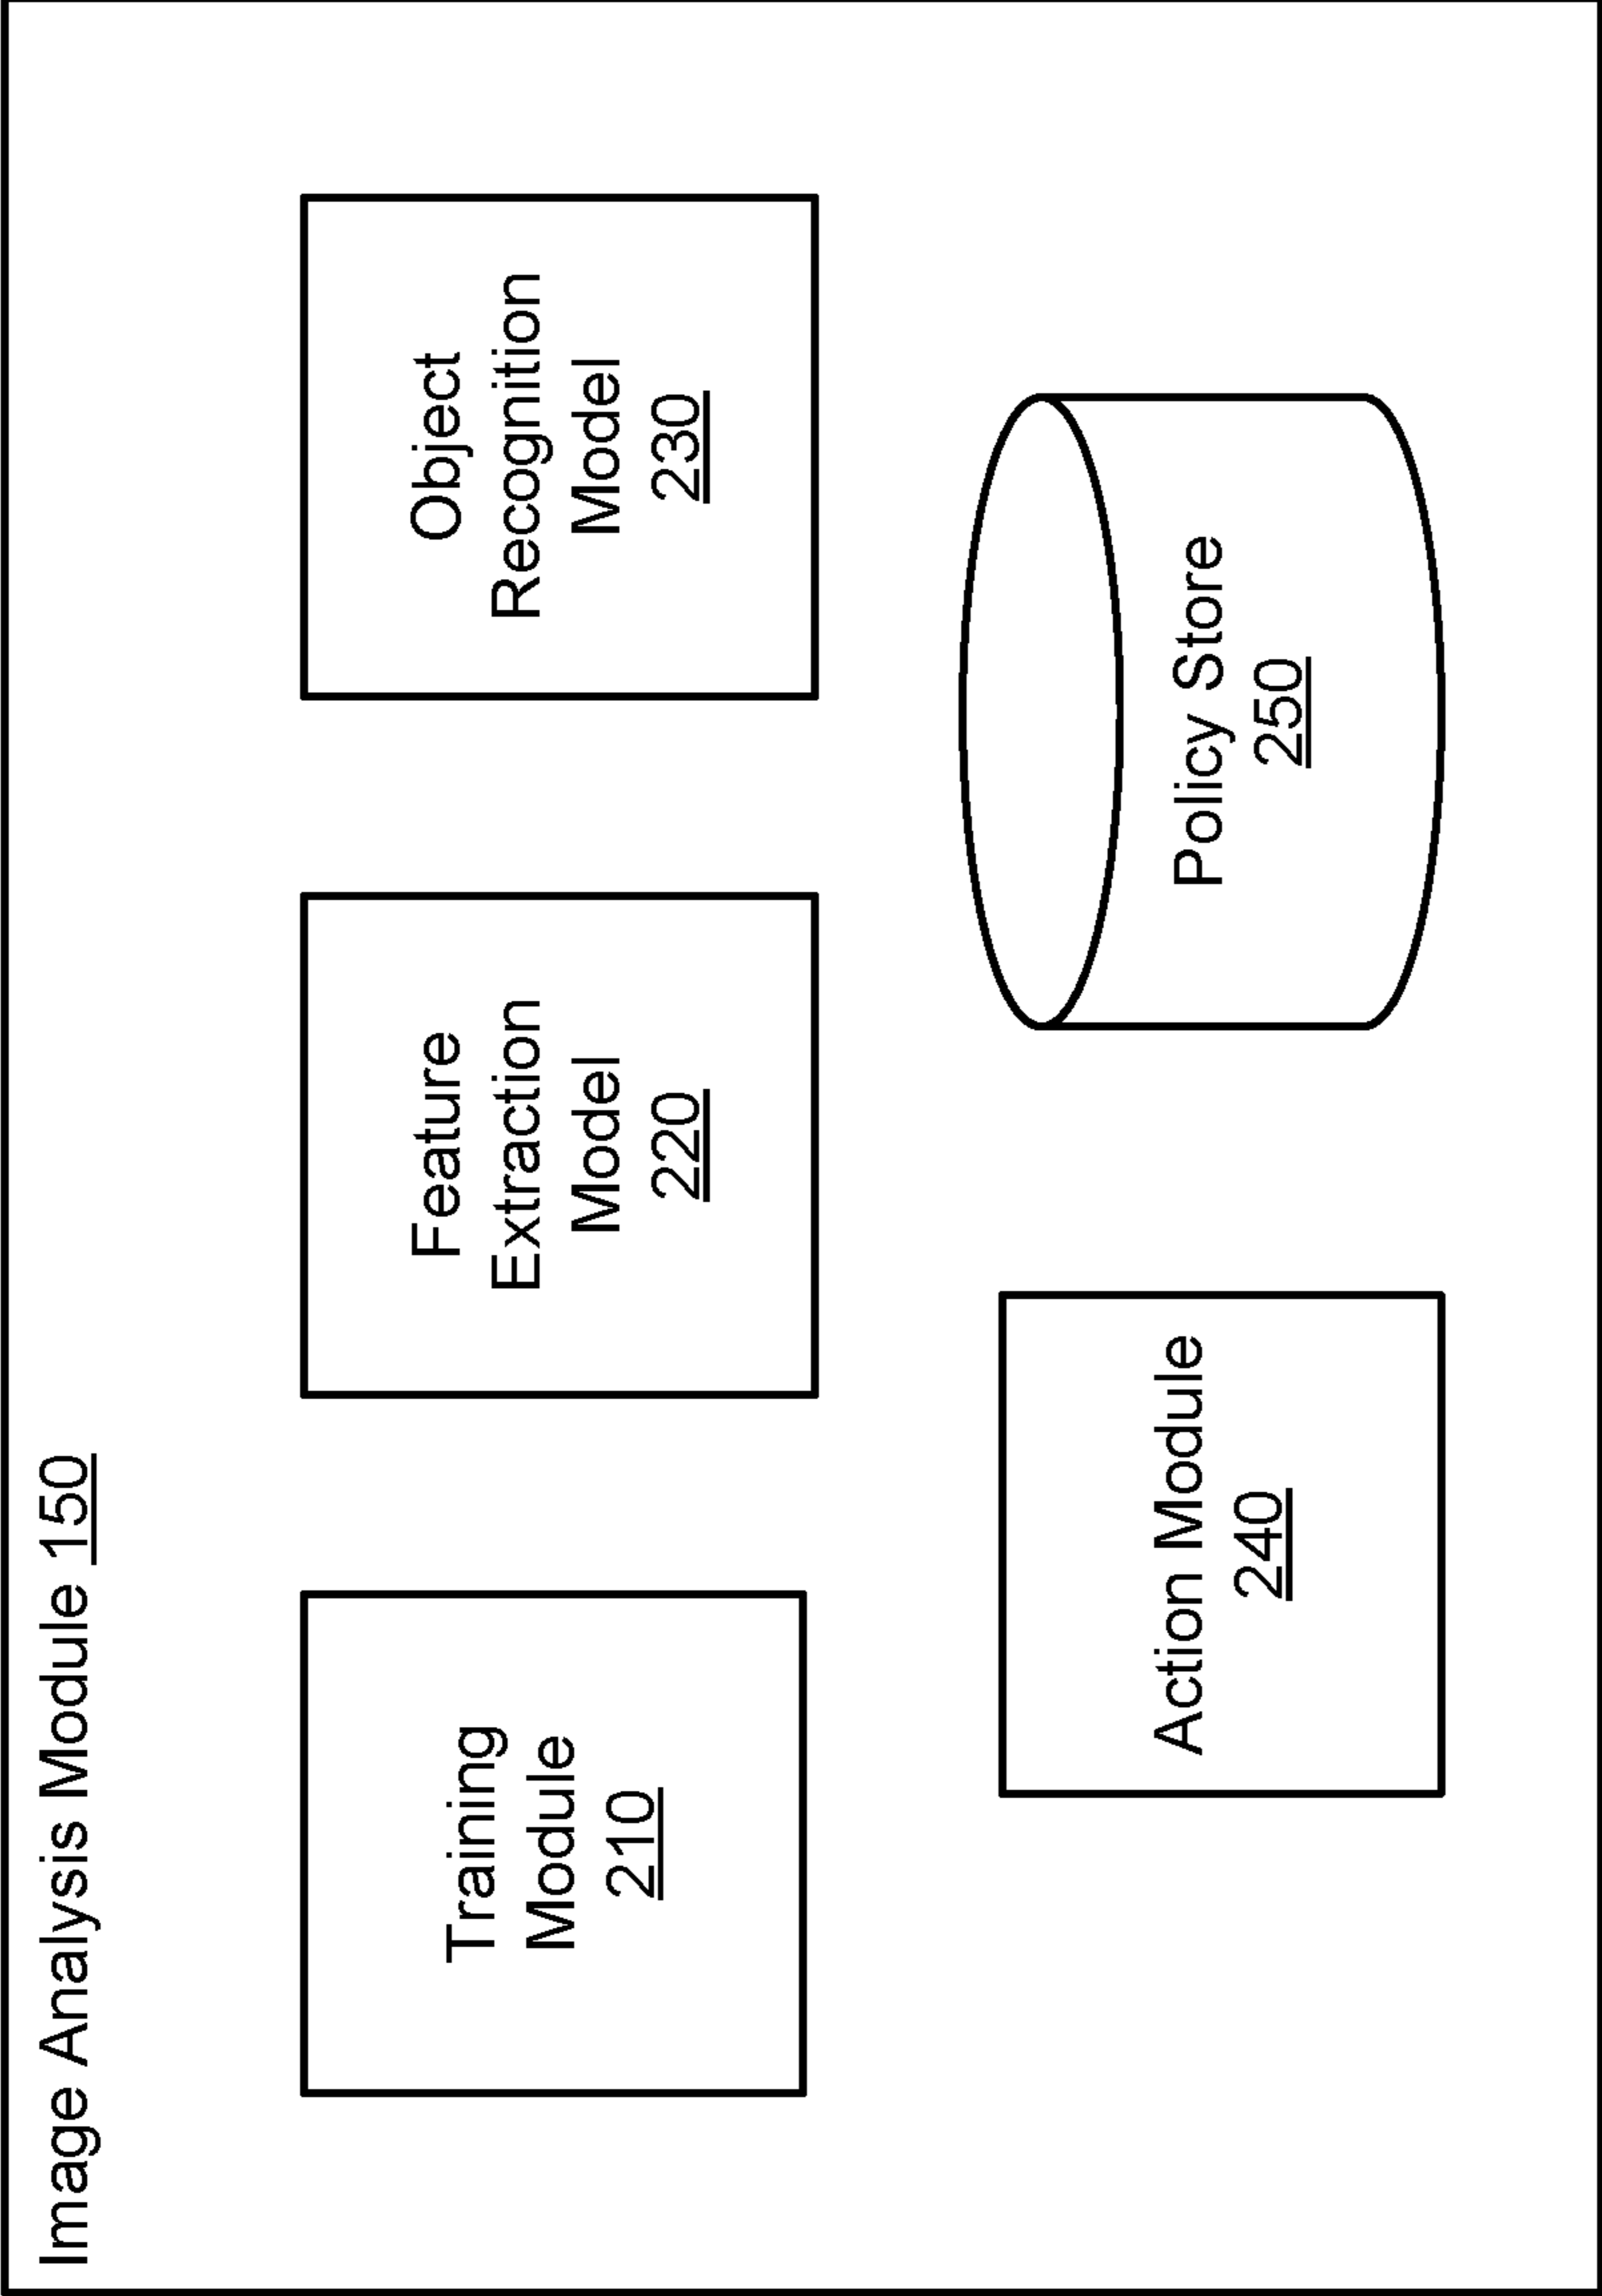 Image Analysis Module 150
Training
Module
210
Feature
Extraction
Model
220
Object
Recognition
Model
230
Action Module
240
Policy Store
250